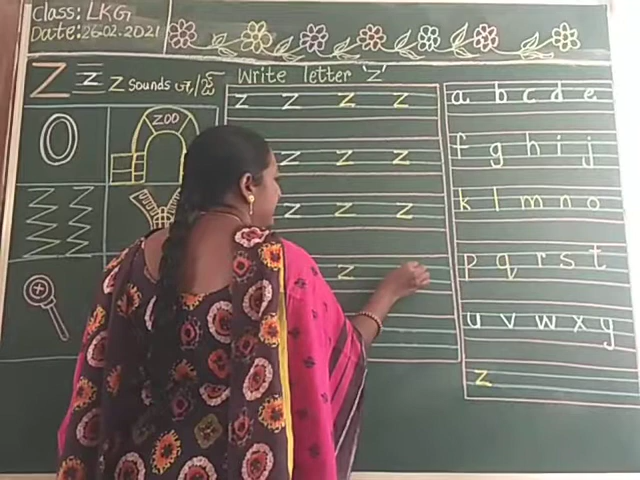 Class: LKG
Date: 26.02.2021
Z z z Sounds
Write letter 'z'
ZOO
z z z z
z z z
z z z
z
a b c d e
f g h i j
k l m n o
p q r s t
u v w x y
z